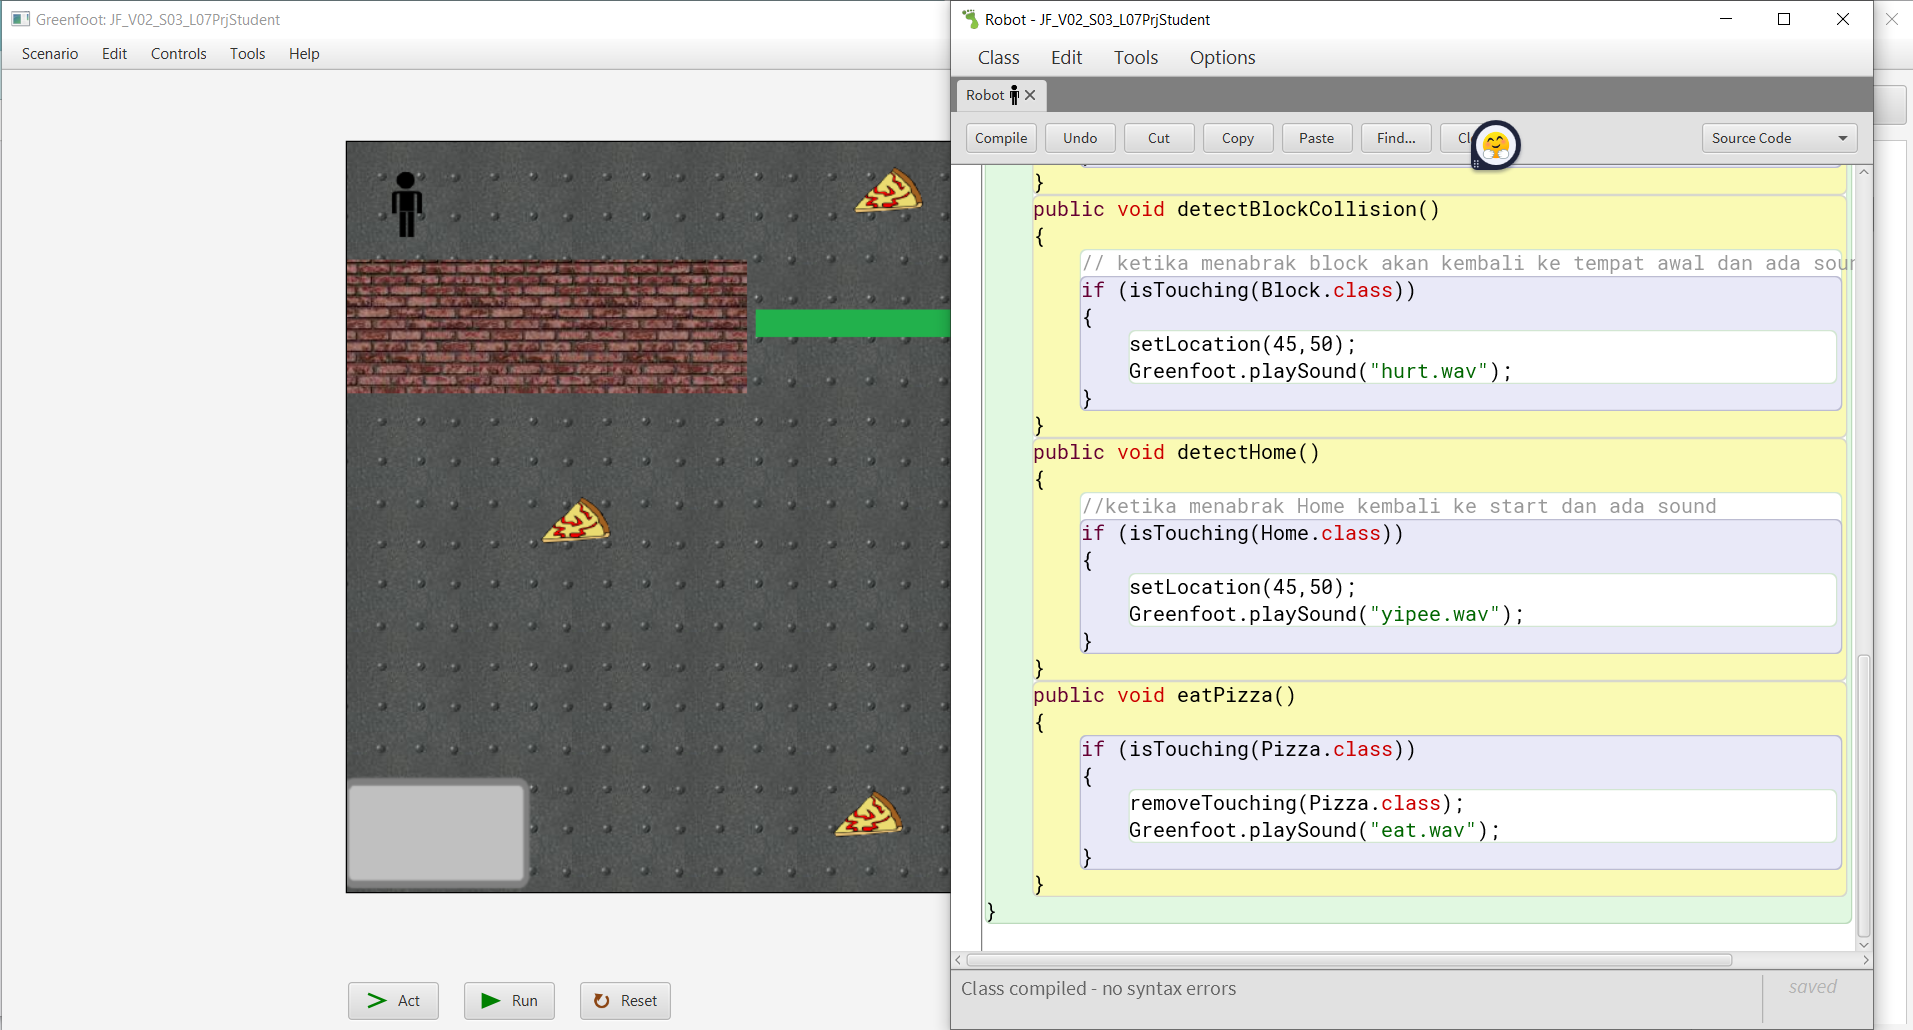 Greenfoot: JF_V02_S03_L07PrjStudent
Scenario Edit Controls Tools Help
Act Run Reset
Robot - JF_V02_S03_L07PrjStudent
Class Edit Tools Options
Robot
Compile Undo Cut Copy Paste Find... Source Code
}
public void detectBlockCollision()
{
// ketika menabrak block akan kembali ke tempat awal dan ada
if (isTouching(Block.class))
{
setLocation(45,50);
Greenfoot.playSound("hurt.wav");
}
}
public void detectHome()
{
//ketika menabrak Home kembali ke start dan ada sound
if (isTouching(Home.class))
{
setLocation(45,50);
Greenfoot.playSound("yipee.wav");
}
}
public void eatPizza()
{
if (isTouching(Pizza.class))
{
removeTouching(Pizza.class);
Greenfoot.playSound("eat.wav");
}
}
}
Class compiled - no syntax errors
saved